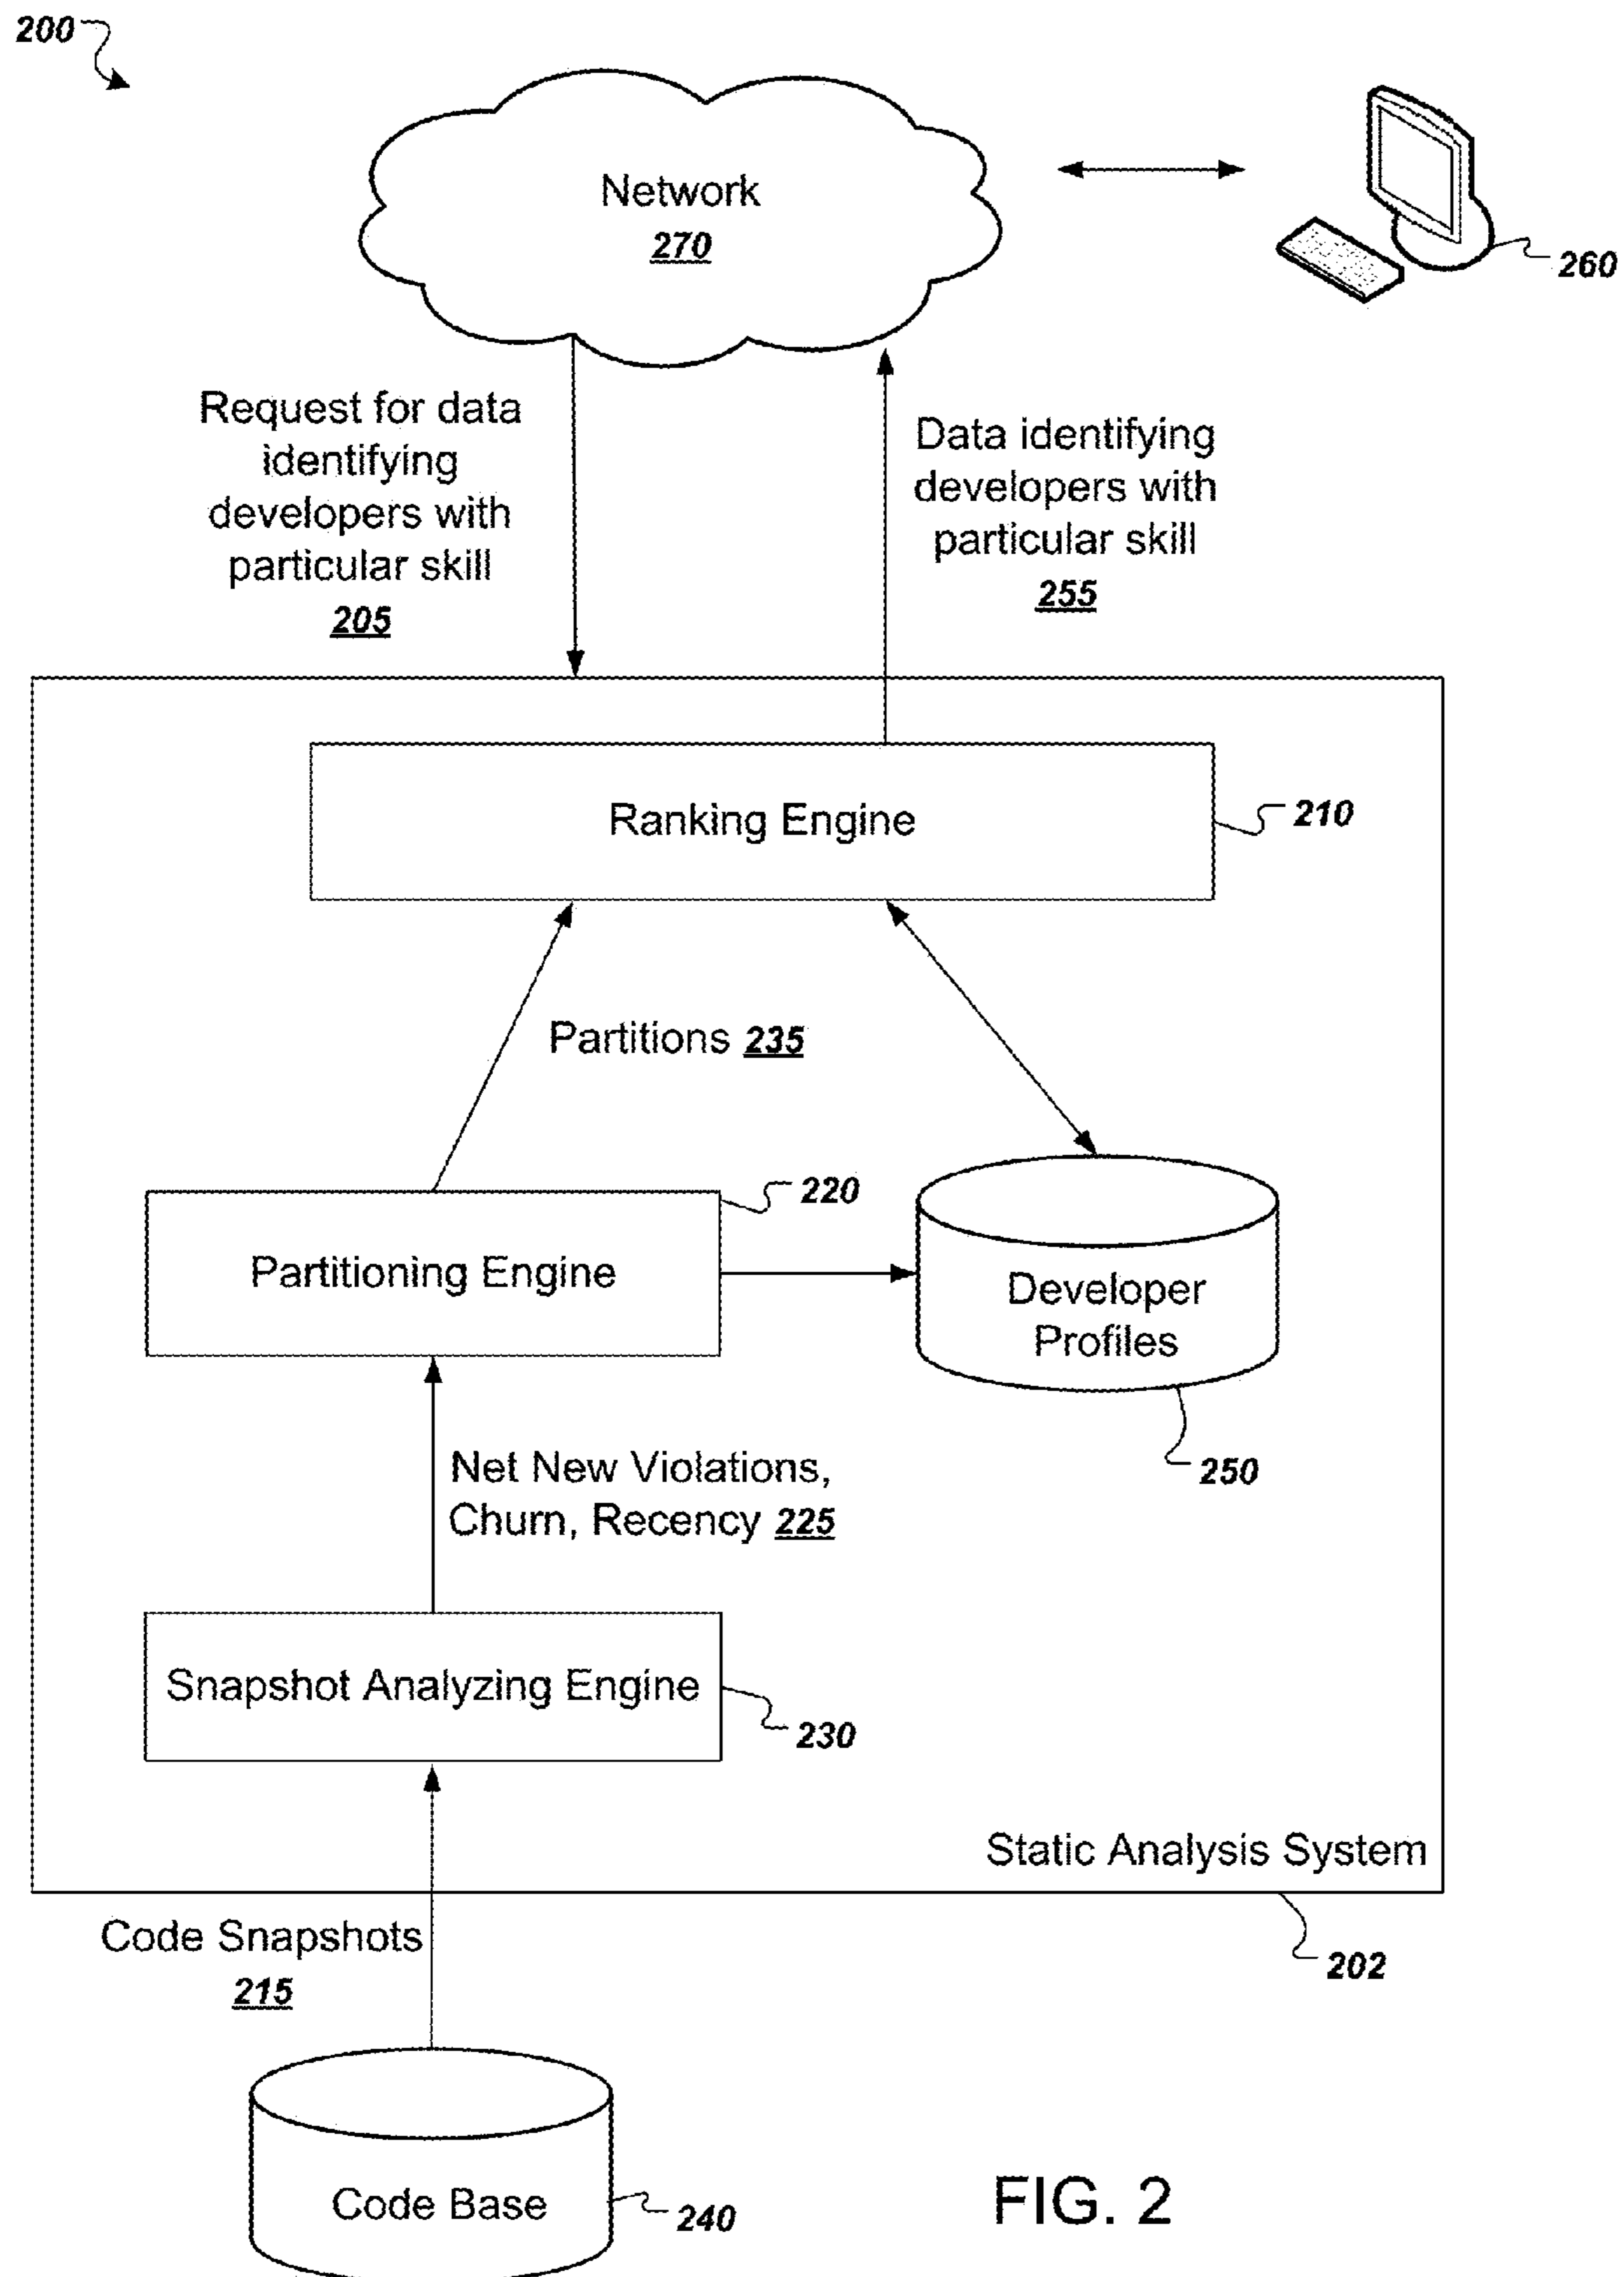 200
Network
270
260
Request for data
identifying
developers with
particular skill
205
Data identifying
developers with
particular skill
255
Ranking Engine
210
Partitions 235
220
Partitioning Engine
Developer
Profiles
250
Net New Violations,
Churn, Recency 225
Snapshot Analyzing Engine
230
Static Analysis System
202
Code Snapshots
215
Code Base
240
FIG. 2